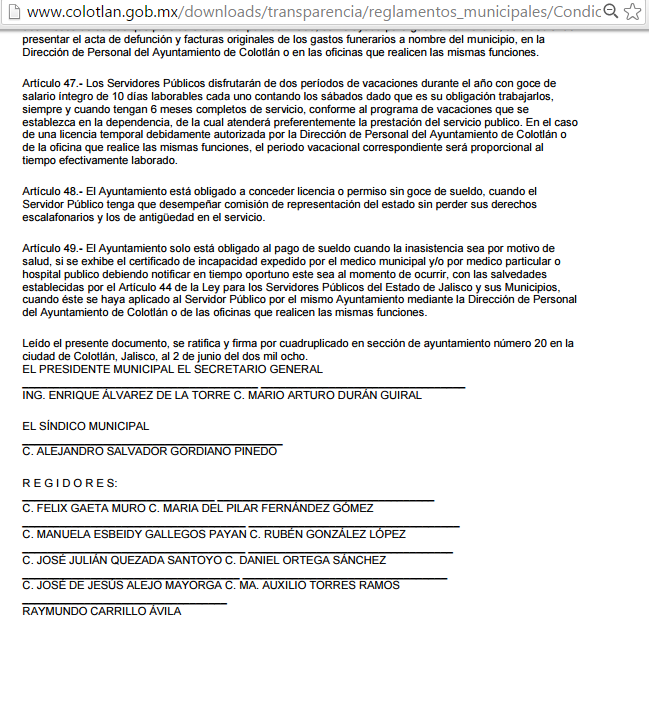 www.colotlan.gob.mx/downloads/transparencia/reglamentos_municipales/Condic
presentar el acta de defunción y facturas originales de los gastos funerarios a nombre del municipio, en la
Dirección de Personal del Ayuntamiento de Colotlán o en las oficinas que realicen las mismas funciones.
Artículo 47.- Los Servidores Públicos disfrutarán de dos períodos de vacaciones durante el año con goce de
salario íntegro de 10 días laborables cada uno contando los sábados dado que es su obligación trabajarlos,
siempre y cuando tengan 6 meses completos de servicio, conforme al programa de vacaciones que se
establezca en la dependencia, de la cual atenderá preferentemente la prestación del servicio publico. En el caso
de una licencia temporal debidamente autorizada por la Dirección de Personal del Ayuntamiento de Colotlán o
de la oficina que realice las mismas funciones, el periodo vacacional correspondiente será proporcional al
tiempo efectivamente laborado.
Artículo 48.- El Ayuntamiento está obligado a conceder licencia o permiso sin goce de sueldo, cuando el
Servidor Público tenga que desempeñar comisión de representación del estado sin perder sus derechos
escalafonarios y los de antigüedad en el servicio.
Artículo 49.- El Ayuntamiento solo está obligado al pago de sueldo cuando la inasistencia sea por motivo de
salud, si se exhibe el certificado de incapacidad expedido por el medico municipal y/o por medico particular o
hospital publico debiendo notificar en tiempo oportuno este sea al momento de ocurrir, con las salvedades
establecidas por el Artículo 44 de la Ley para los Servidores Públicos del Estado de Jalisco y sus Municipios,
cuando éste se haya aplicado al Servidor Público por el mismo Ayuntamiento mediante la Dirección de Personal
del Ayuntamiento de Colotlán o de las oficinas que realicen las mismas funciones.
Leído el presente documento, se ratifica y firma por cuadruplicado en sección de ayuntamiento número 20 en la
ciudad de Colotlán, Jalisco, al 2 de junio del dos mil ocho.
EL PRESIDENTE MUNICIPAL EL SECRETARIO GENERAL
ING. ENRIQUE ÁLVAREZ DE LA TORRE C. MARIO ARTURO DURÁN GUIRAL
EL SÍNDICO MUNICIPAL
C. ALEJANDRO SALVADOR GORDIANO PINEDO
R E G I D O R E S:
C. FELIX GAETA MURO C. MARIA DEL PILAR FERNÁNDEZ GÓMEZ
C. MANUELA ESBEIDY GALLEGOS PAYAN C. RUBÉN GONZÁLEZ LÓPEZ
C. JOSÉ JULIÁN QUEZADA SANTOYO C. DANIEL ORTEGA SÁNCHEZ
C. JOSÉ DE JESÚS ALEJO MAYORGA C. MA. AUXILIO TORRES RAMOS
RAYMUNDO CARRILLO ÁVILA